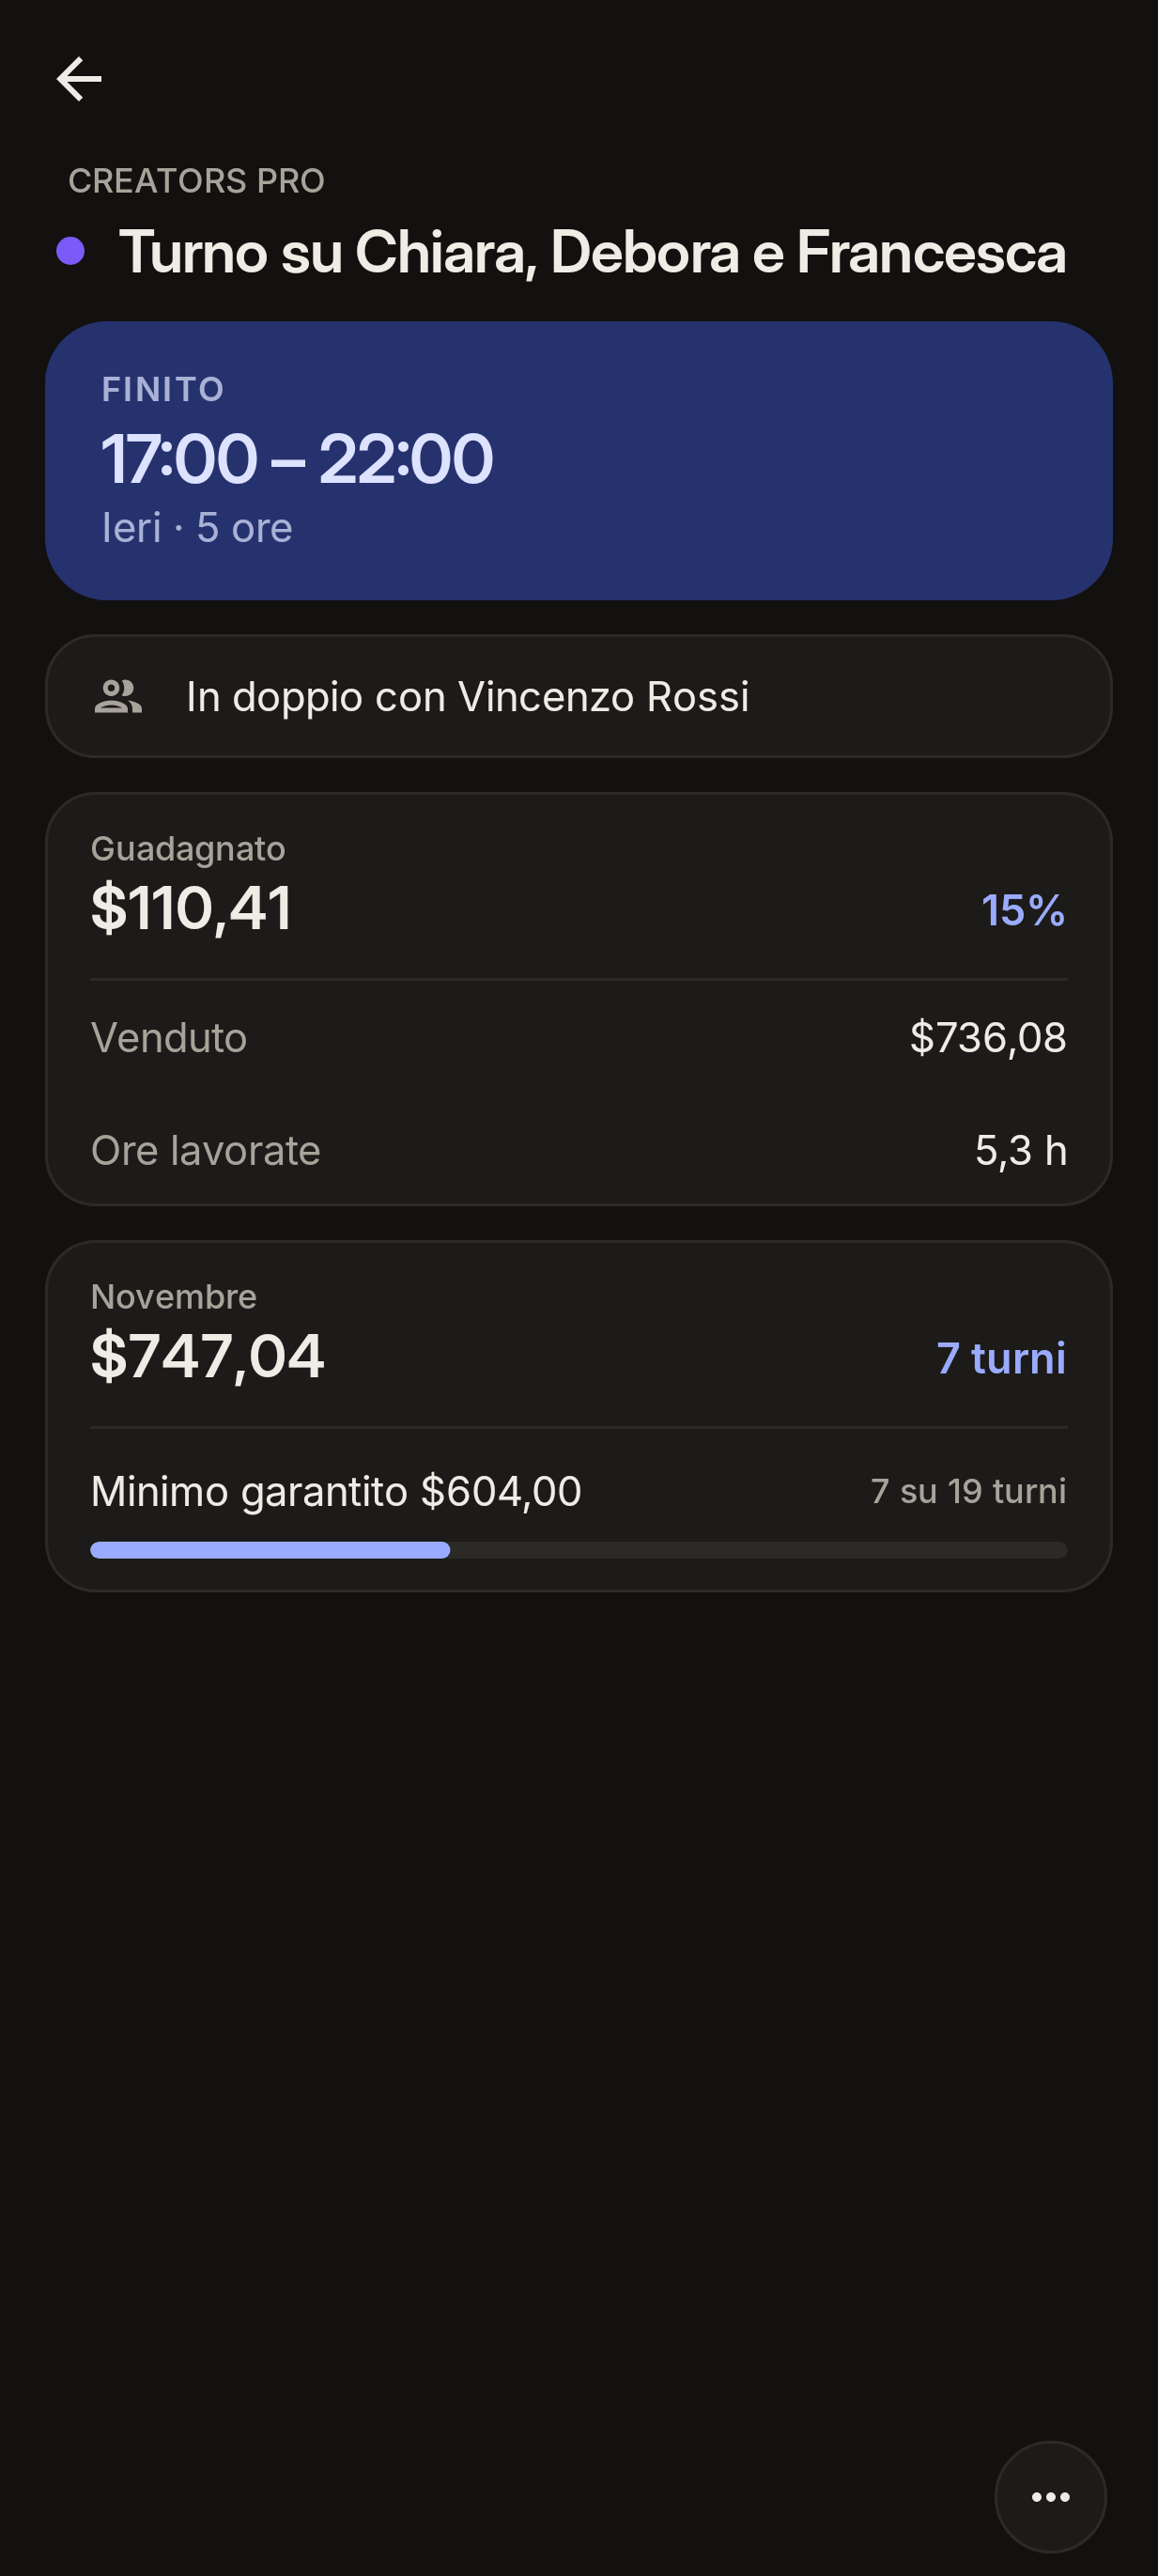 CREATORS PRO
Turno su Chiara, Debora e Francesca
FINITO
17:00 – 22:00
Ieri · 5 ore
In doppio con Vincenzo Rossi
Guadagnato
$110,41
15%
Venduto
$736,08
Ore lavorate
5,3 h
Novembre
$747,04
7 turni
Minimo garantito $604,00
7 su 19 turni